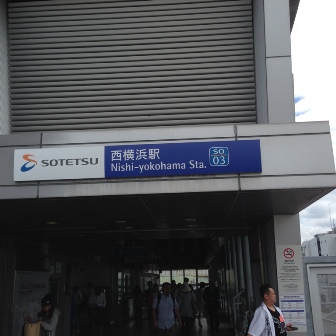 SOTETSU
西横浜駅
Nishi-yokohama Sta.
SO
03